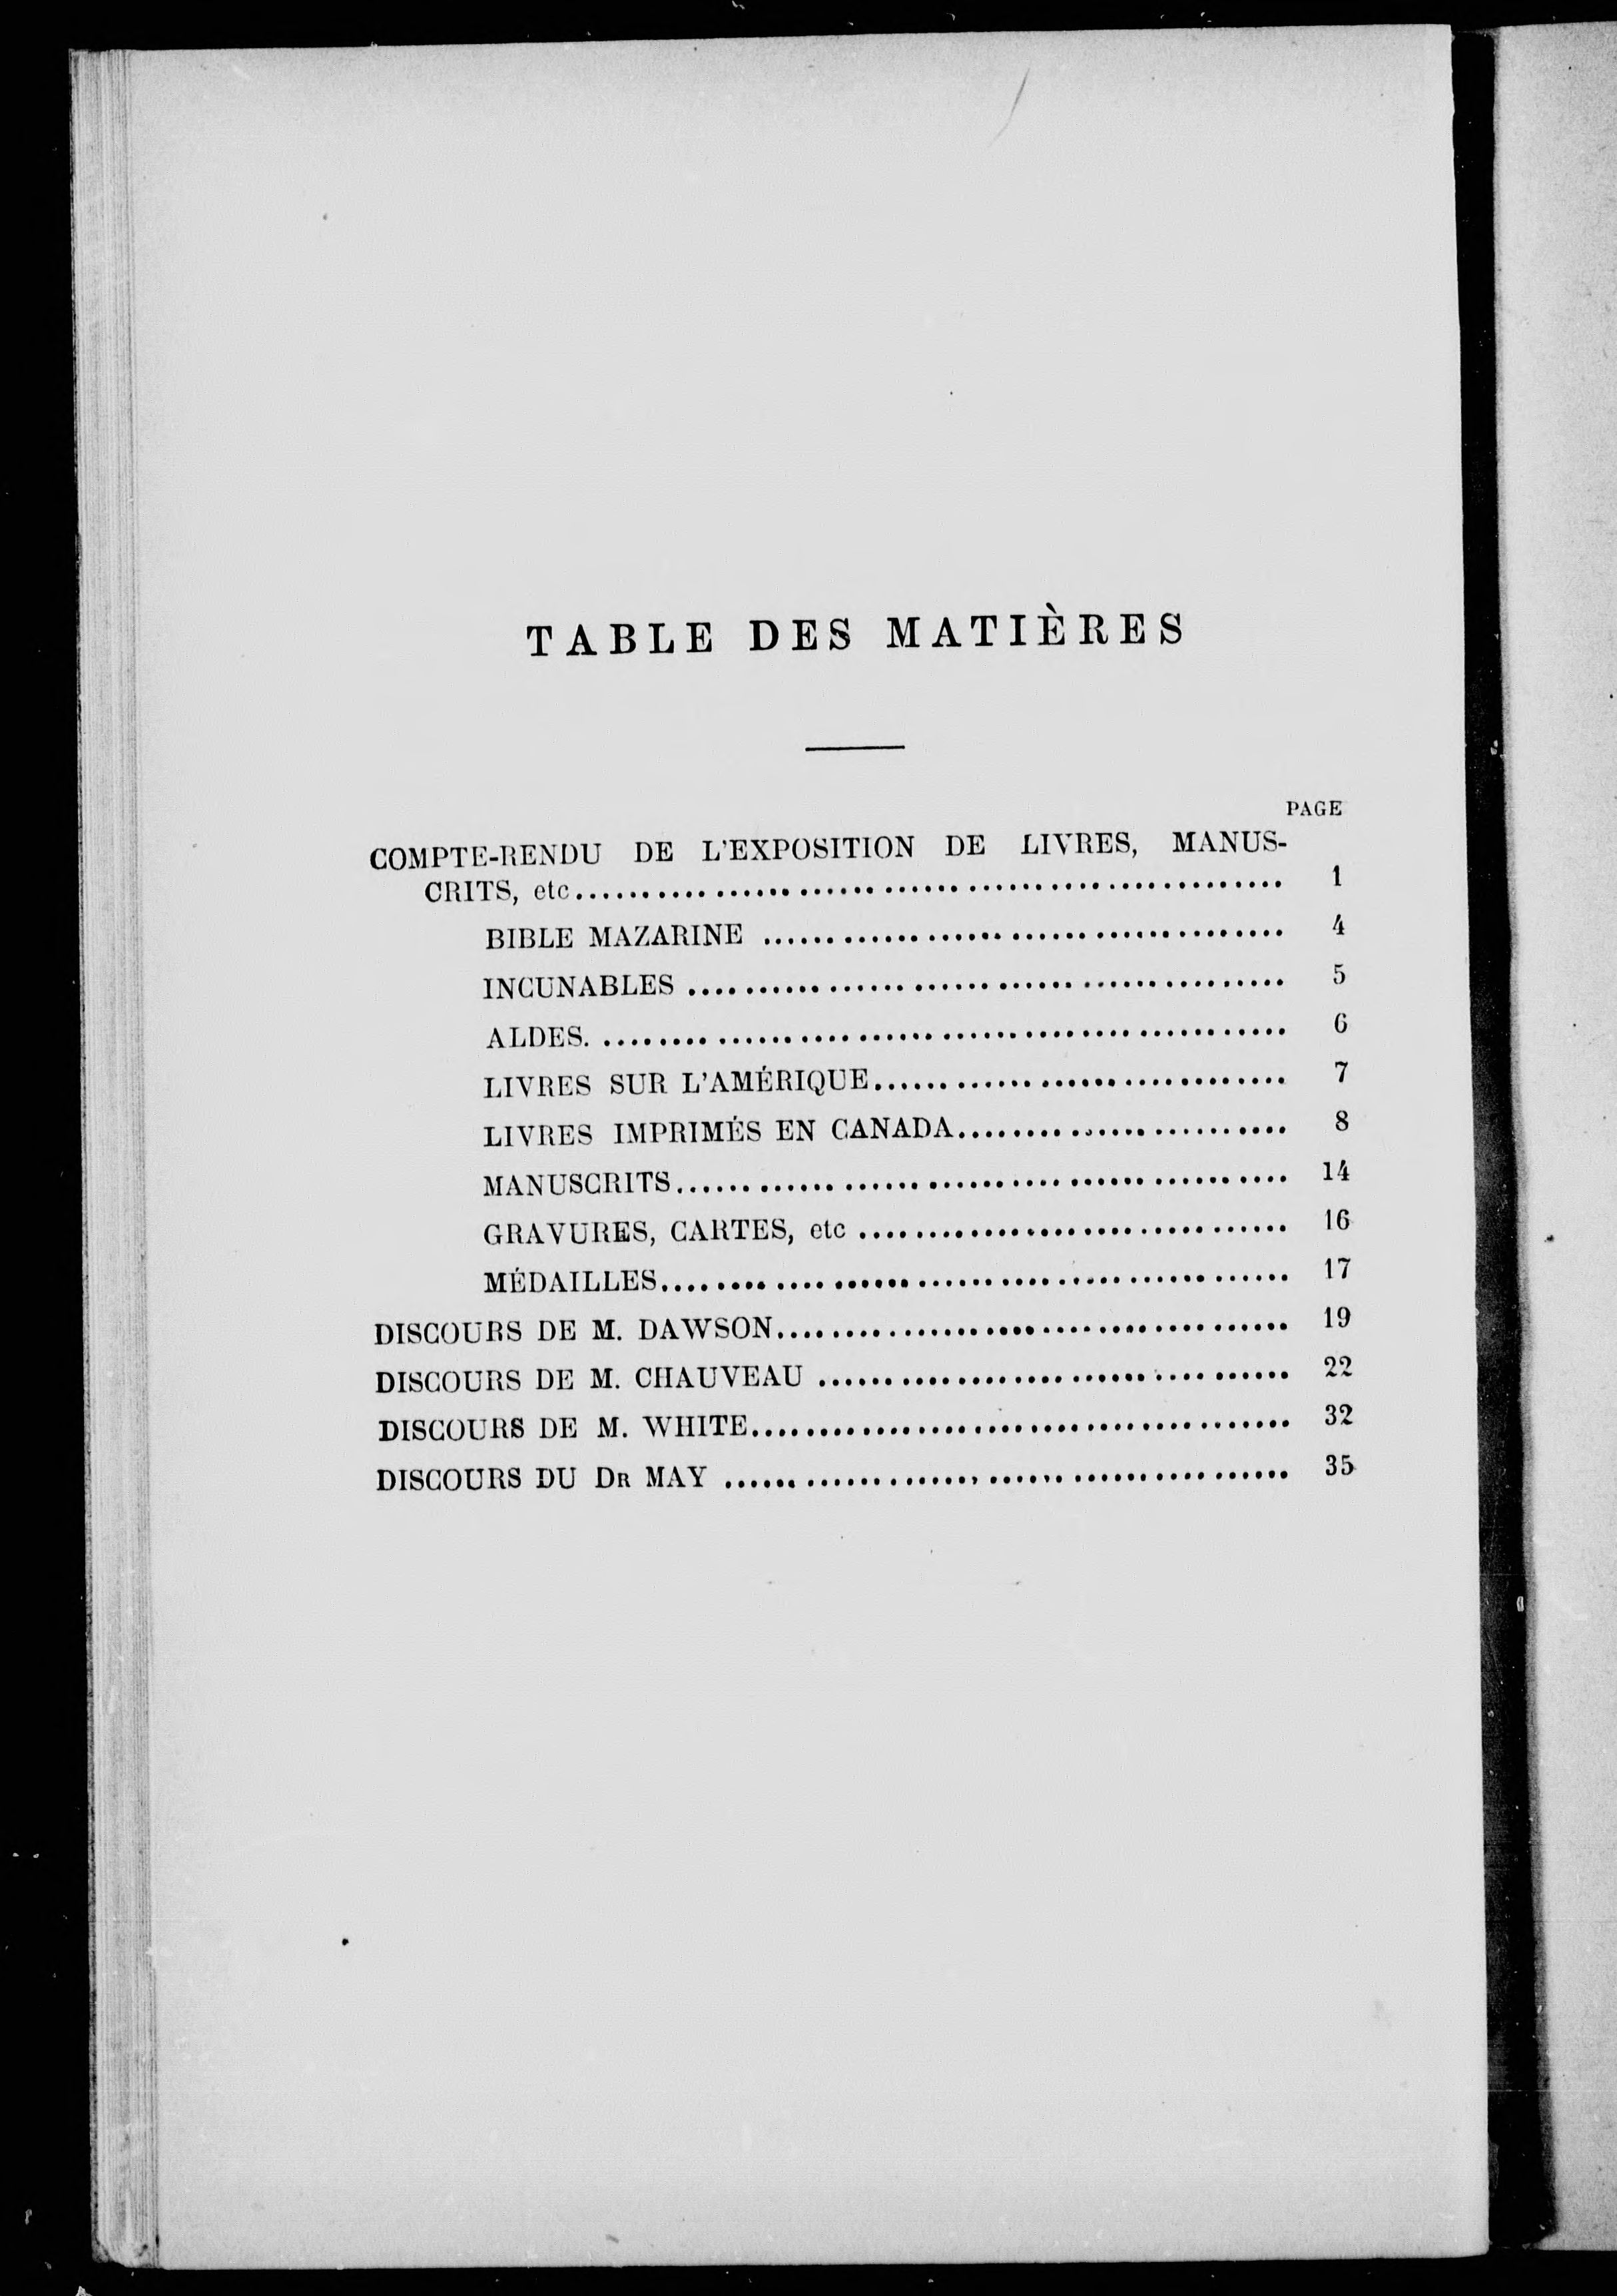 TABLE DES MATIÈRES
PAGE
COMPTE-RENDU DE L'EXPOSITION DE LIVRES, MANUS-
CRITS, etc. 1
BIBLE MAZARINE 4
INCUNABLES 5
ALDES. 6
LIVRES SUR L'AMÉRIQUE 7
LIVRES IMPRIMÉS EN CANADA 8
MANUSCRITS 14
GRAVURES, CARTES, etc 16
MÉDAILLES 17
DISCOURS DE M. DAWSON 19
DISCOURS DE M. CHAUVEAU 22
DISCOURS DE M. WHITE 32
DISCOURS DU DR MAY 35